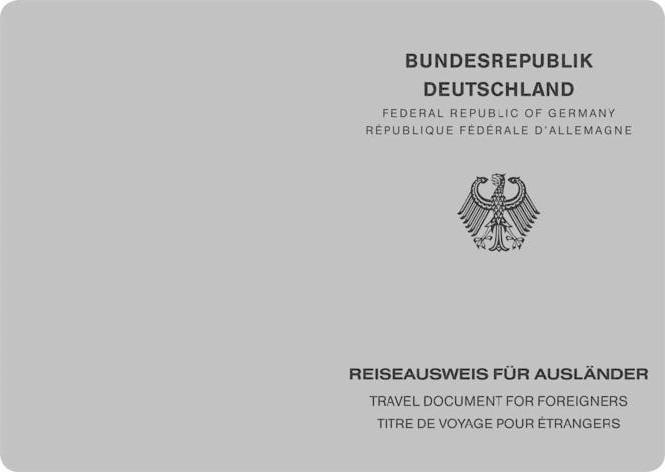 BUNDESREPUBLIK
DEUTSCHLAND
FEDERAL REPUBLIC OF GERMANY
RÉPUBLIQUE FÉDÉRALE D'ALLEMAGNE
REISEAUSWEIS FÜR AUSLÄNDER
TRAVEL DOCUMENT FOR FOREIGNERS
TITRE DE VOYAGE POUR ÉTRANGERS